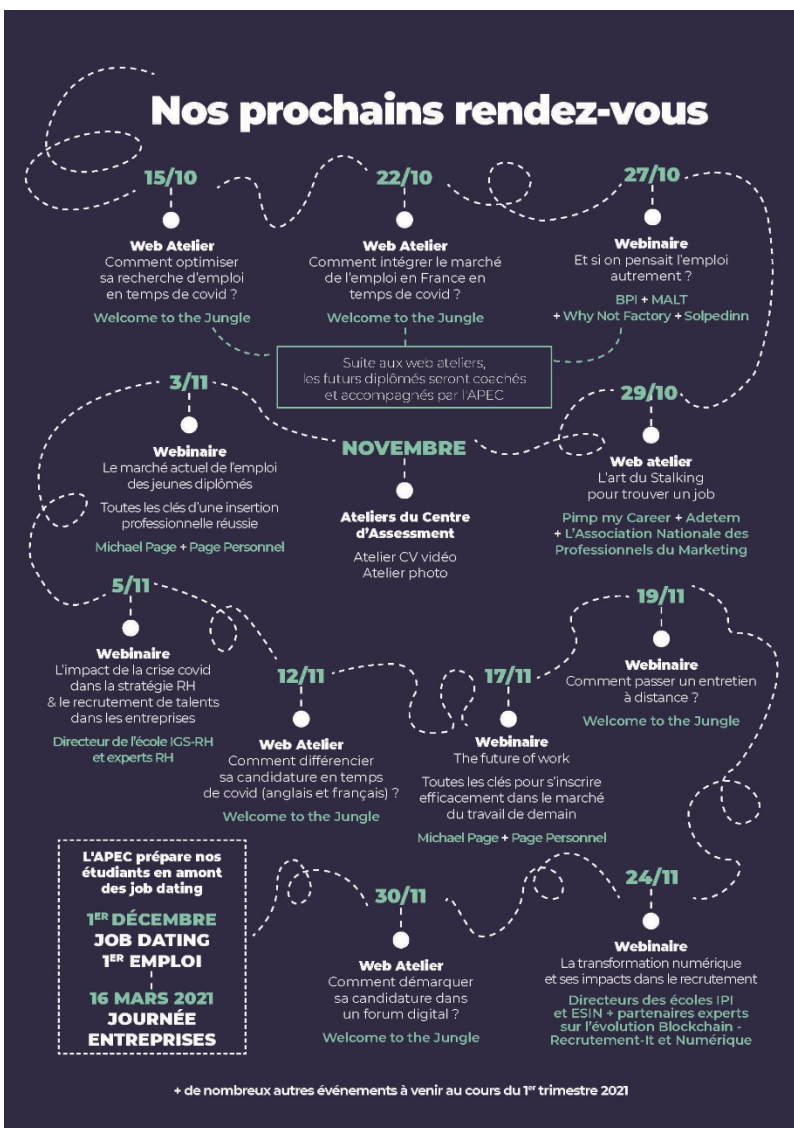 Nos prochains rendez-vous
15/10
Web Atelier
Comment optimiser
sa recherche d'emploi
en temps de covid ?
Welcome to the Jungle
22/10
Web Atelier
Comment intégrer le marché
de l'emploi en France en
temps de covid ?
Welcome to the Jungle
27/10
Webinaire
Et si on pensait l'emploi
autrement ?
BPI + MALT
+ Why Not Factory + Solpedinn
Suite aux web ateliers,
les futurs diplômés seront coachés
et accompagnés par l'APEC
29/10
Web atelier
L'art du Stalking
pour trouver un job
Pimp my Career + Adetem
+ L'Association Nationale des
Professionnels du Marketing
NOVEMBRE
Ateliers du Centre
d'Assessment
Atelier CV vidéo
Atelier photo
3/11
Webinaire
Le marché actuel de l'emploi
des jeunes diplômés
Toutes les clés d'une insertion
professionnelle réussie
Michael Page + Page Personnel
5/11
Webinaire
L'impact de la crise covid
dans la stratégie RH
& le recrutement de talents
dans les entreprises
Directeur de l'école IGS-RH
et experts RH
12/11
Web Atelier
Comment différencier
sa candidature en temps
de covid (anglais et français) ?
Welcome to the Jungle
17/11
Webinaire
The future of work
Toutes les clés pour s'inscrire
efficacement dans le marché
du travail de demain
Michael Page + Page Personnel
19/11
Webinaire
Comment passer un entretien
à distance ?
Welcome to the Jungle
24/11
Webinaire
La transformation numérique
et ses impacts dans le recrutement
Directeurs des écoles IPI
et ESIN + partenaires experts
sur l'évolution Blockchain -
Recrutement-It et Numérique
30/11
Web Atelier
Comment démarquer
sa candidature dans
un forum digital ?
Welcome to the Jungle
L'APEC prépare nos
étudiants en amont
des job dating
1ER DÉCEMBRE
JOB DATING
1ER EMPLOI
16 MARS 2021
JOURNÉE
ENTREPRISES
+ de nombreux autres événements à venir au cours du 1er trimestre 2021